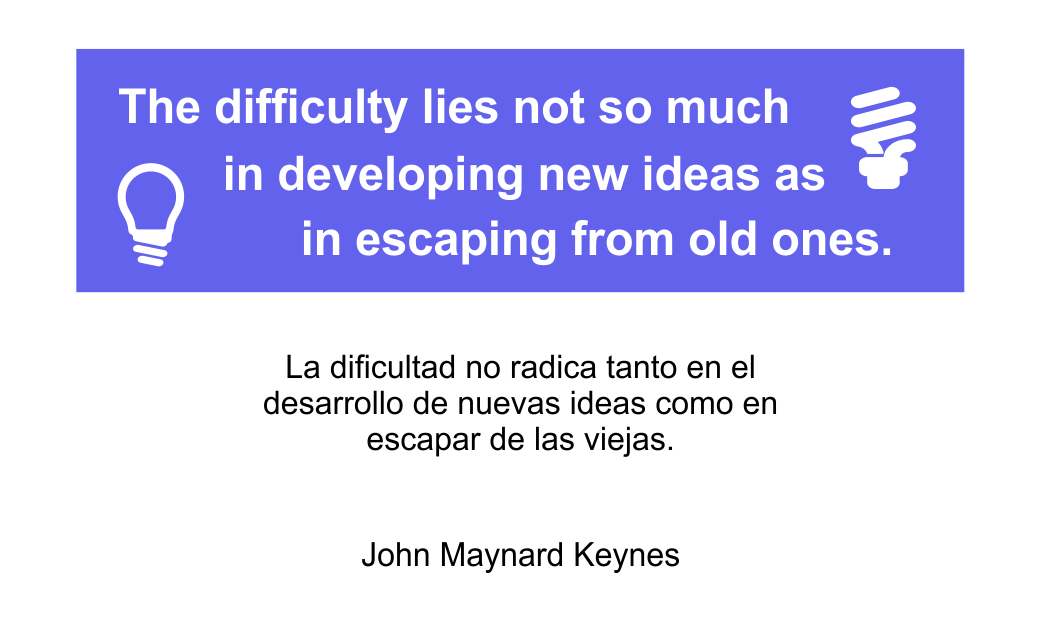 The difficulty lies not so much
in developing new ideas as
in escaping from old ones.
La dificultad no radica tanto en el
desarrollo de nuevas ideas como en
escapar de las viejas.
John Maynard Keynes